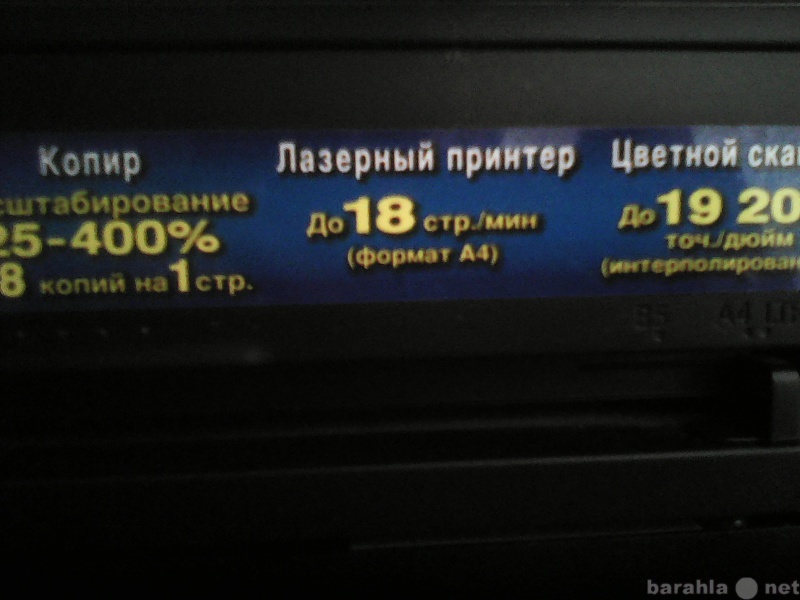 Копир
сштабирование
25-400%
8 копий на 1 стр.
Лазерный принтер
До 18 стр./мин
(формат А4)
Цветной ска
До 19 20
точ./дюйм
(интерполирован
B5 A4 LT
barahla net